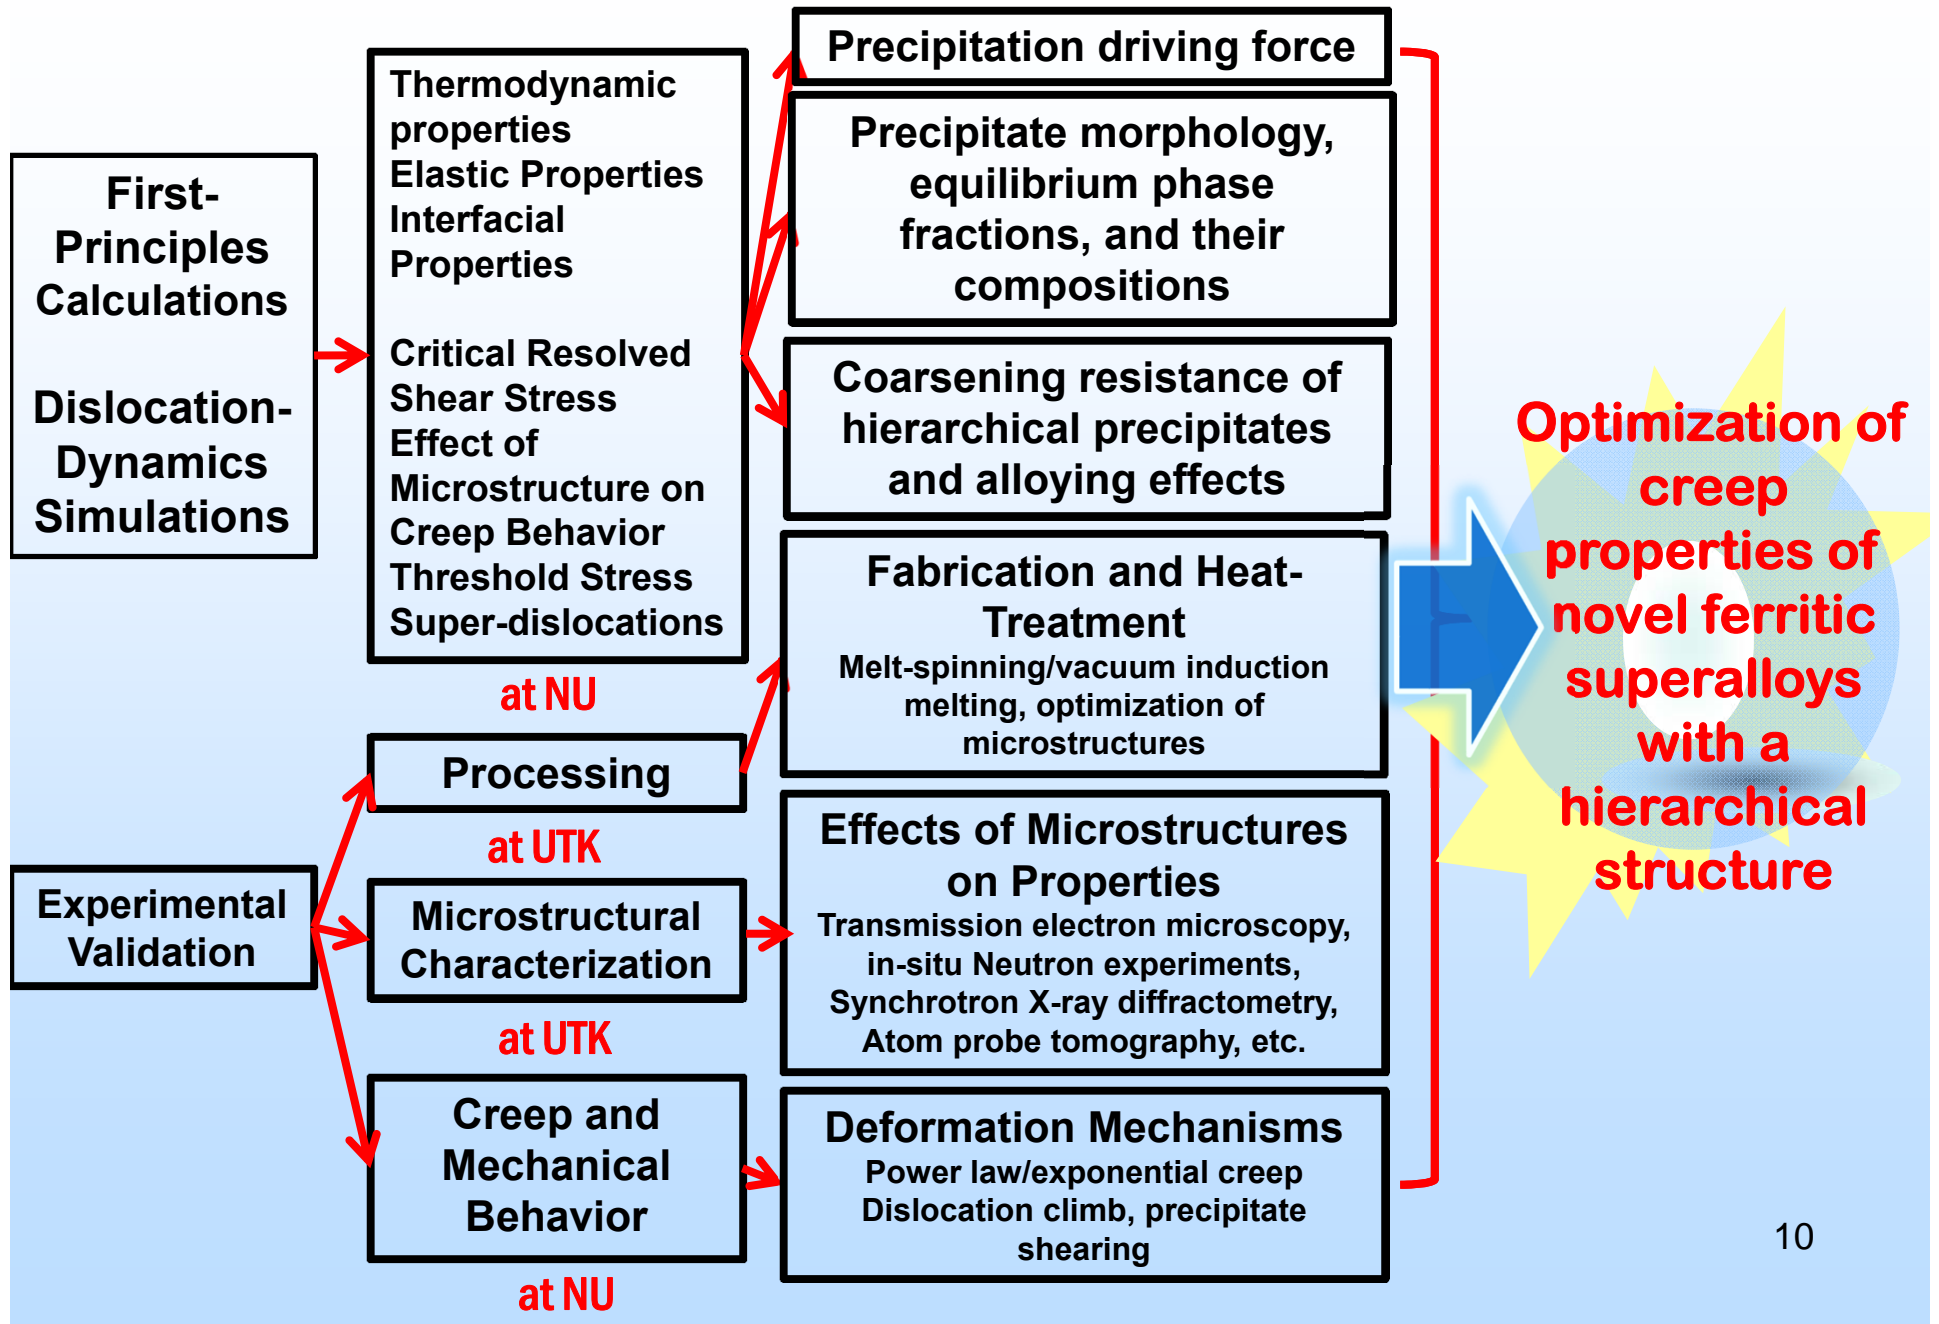 First-
Principles
Calculations
Dislocation-
Dynamics
Simulations
Thermodynamic
properties
Elastic Properties
Interfacial
Properties
Critical Resolved
Shear Stress
Effect of
Microstructure on
Creep Behavior
Threshold Stress
Super-dislocations
at NU
Precipitation driving force
Precipitate morphology,
equilibrium phase
fractions, and their
compositions
Coarsening resistance of
hierarchical precipitates
and alloying effects
Experimental
Validation
Processing
at UTK
Microstructural
Characterization
at UTK
Creep and
Mechanical
Behavior
at NU
Fabrication and Heat-
Treatment
Melt-spinning/vacuum induction
melting, optimization of
microstructures
Effects of Microstructures
on Properties
Transmission electron microscopy,
in-situ Neutron experiments,
Synchrotron X-ray diffractometry,
Atom probe tomography, etc.
Deformation Mechanisms
Power law/exponential creep
Dislocation climb, precipitate
shearing
Optimization of
creep
properties of
novel ferritic
superalloys
with a
hierarchical
structure
10